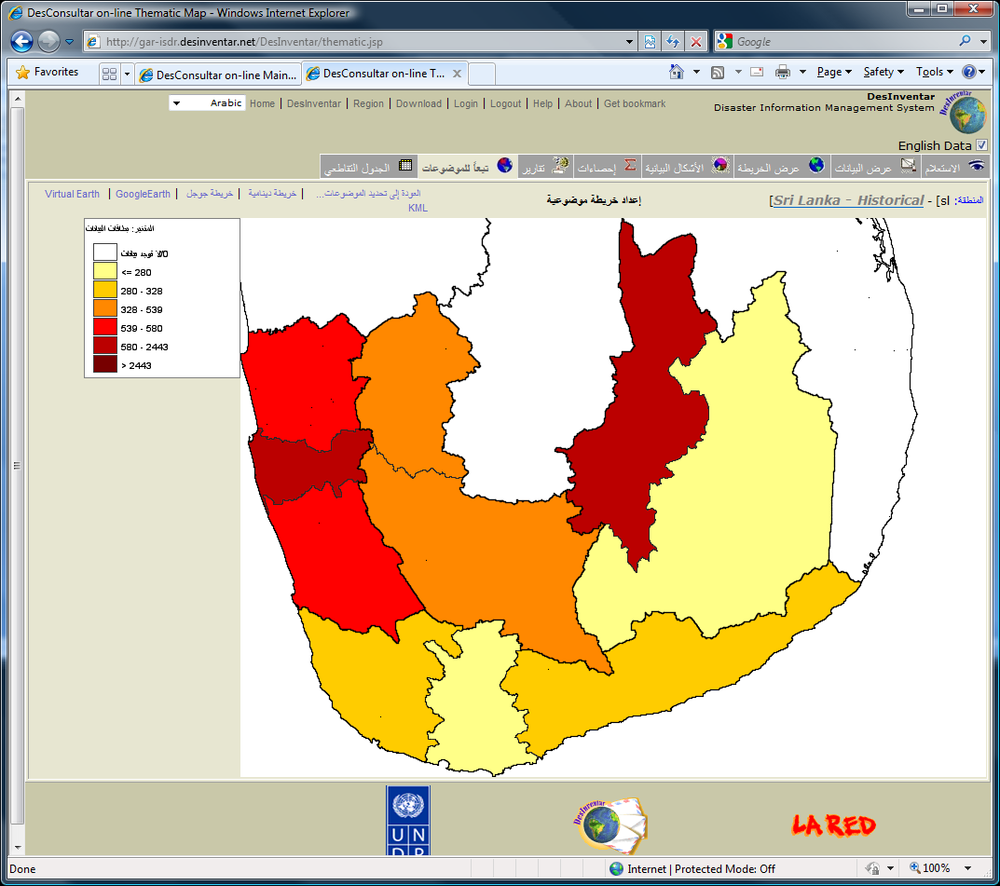 DesConsultar on-line Thematic Map - Windows Internet Explorer
http://gar-isdr.desinventar.net/DesInventar/thematic.jsp
Google
Favorites
DesConsultar on-line Main...
DesConsultar on-line T...
Page
Safety
Tools
Arabic
Home | DesInventar | Region | Download | Login | Logout | Help | About | Get bookmark
DesInventar
Disaster Information Management System
English Data
الاستعلام
عرض البيانات
عرض الخريطة
الأشكال البيانية
إحصاءات
تقارير
تبعاً للموضوعات
الجدول التقاطعي
المنطقة: [sl - Sri Lanka - Historical]
إعداد خريطة موضوعية
العودة إلى تحديد الموضوعات...
خريطة دينامية
خريطة جوجل
GoogleEarth
Virtual Earth
KML
المتغير: بطاقات البيانات
لا توجد بيانات
<= 280
280 - 328
328 - 539
539 - 580
580 - 2443
> 2443
DesInventar
UN
DP
DesInventar
LA RED
Done
Internet | Protected Mode: Off
100%